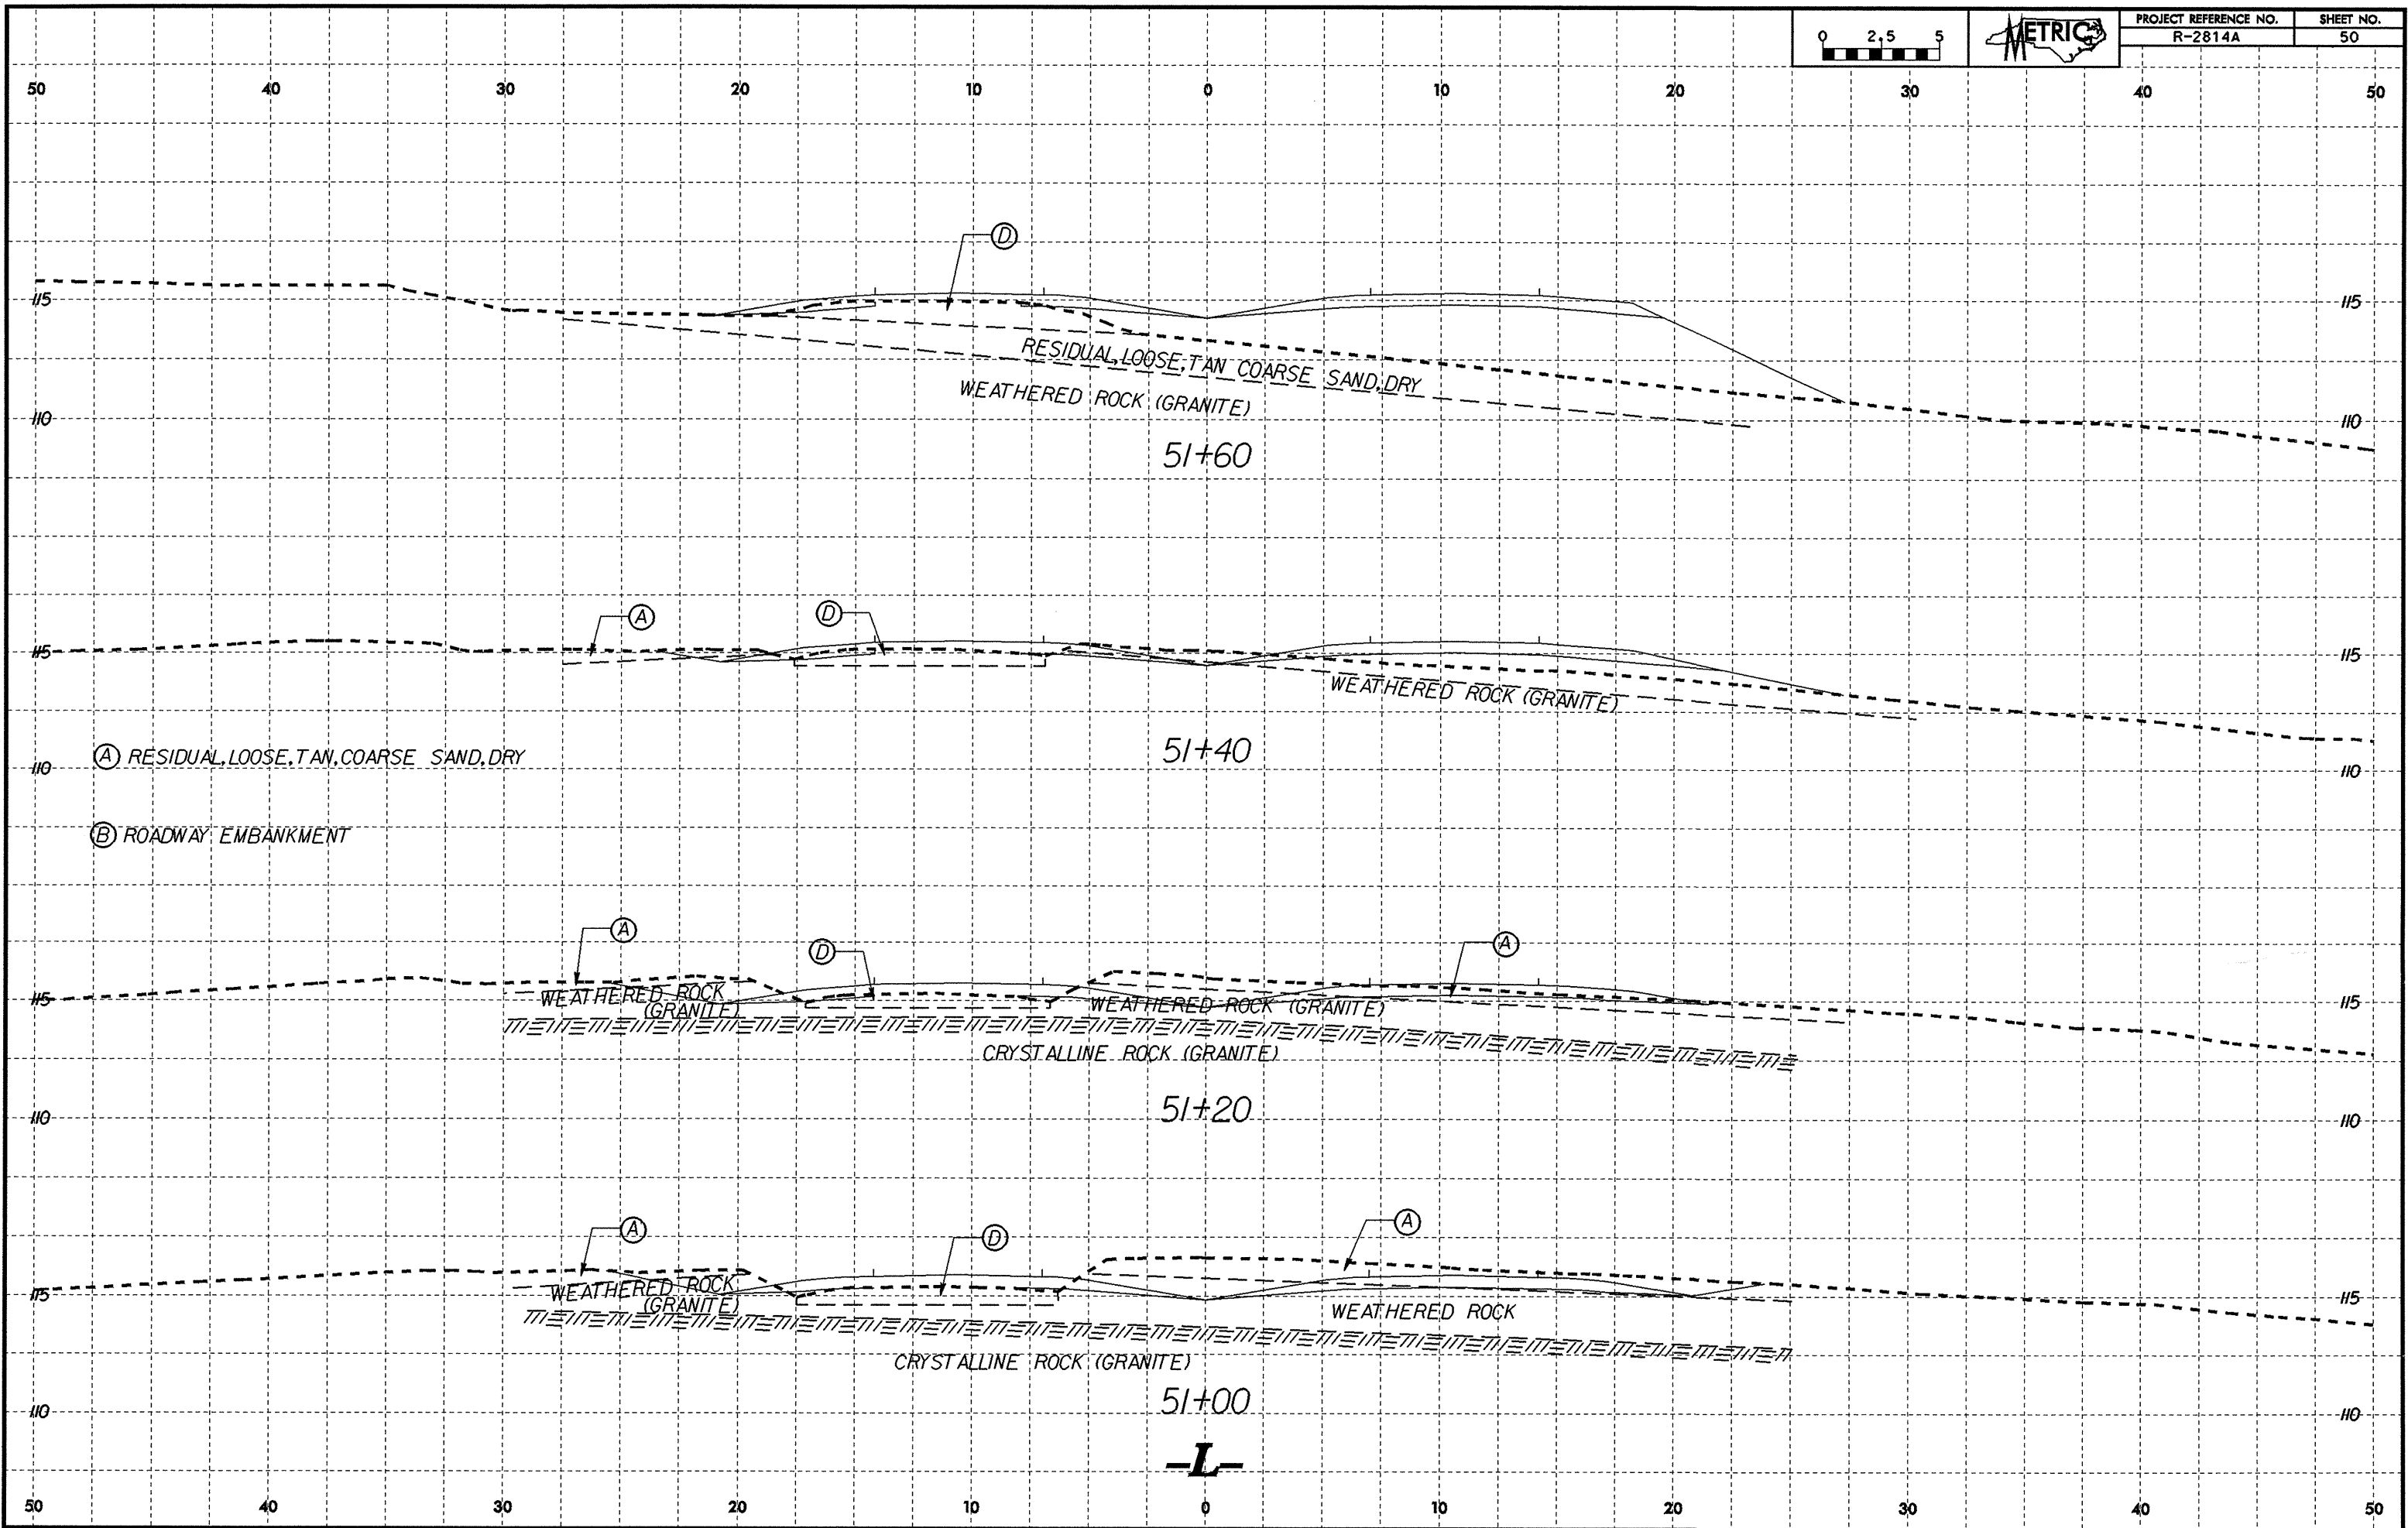 0 2.5 5
METRIC
PROJECT REFERENCE NO. SHEET NO.
R-2814A 50
50 40 30 20 10 0 10 20 30 40 50
D
115 115
RESIDUAL,LOOSE,TAN COARSE SAND,DRY
WEATHERED ROCK (GRANITE)
110 110
51+60
A D
115 115
WEATHERED ROCK (GRANITE)
51+40
A RESIDUAL,LOOSE,TAN,COARSE SAND,DRY
110 110
B ROADWAY EMBANKMENT
A D A
115 115
WEATHERED ROCK
(GRANITE)
WEATHERED ROCK (GRANITE)
CRYSTALLINE ROCK (GRANITE)
51+20
110 110
A D A
115 115
WEATHERED ROCK
(GRANITE)
WEATHERED ROCK
CRYSTALLINE ROCK (GRANITE)
51+00
110 110
-L-
50 40 30 20 10 0 10 20 30 40 50